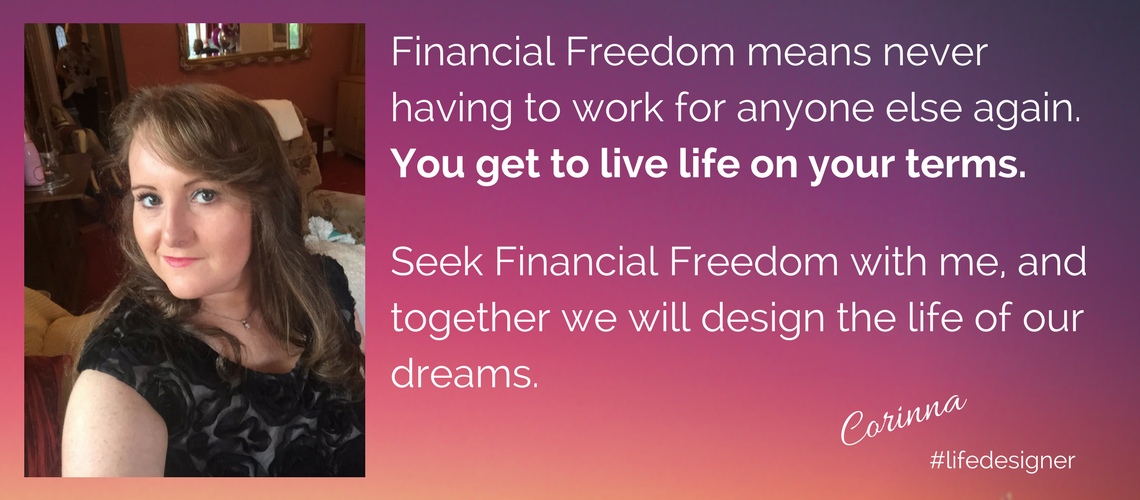 Financial Freedom means never
having to work for anyone else again.
You get to live life on your terms.
Seek Financial Freedom with me, and
together we will design the life of our
dreams.
Corinna
#lifedesigner